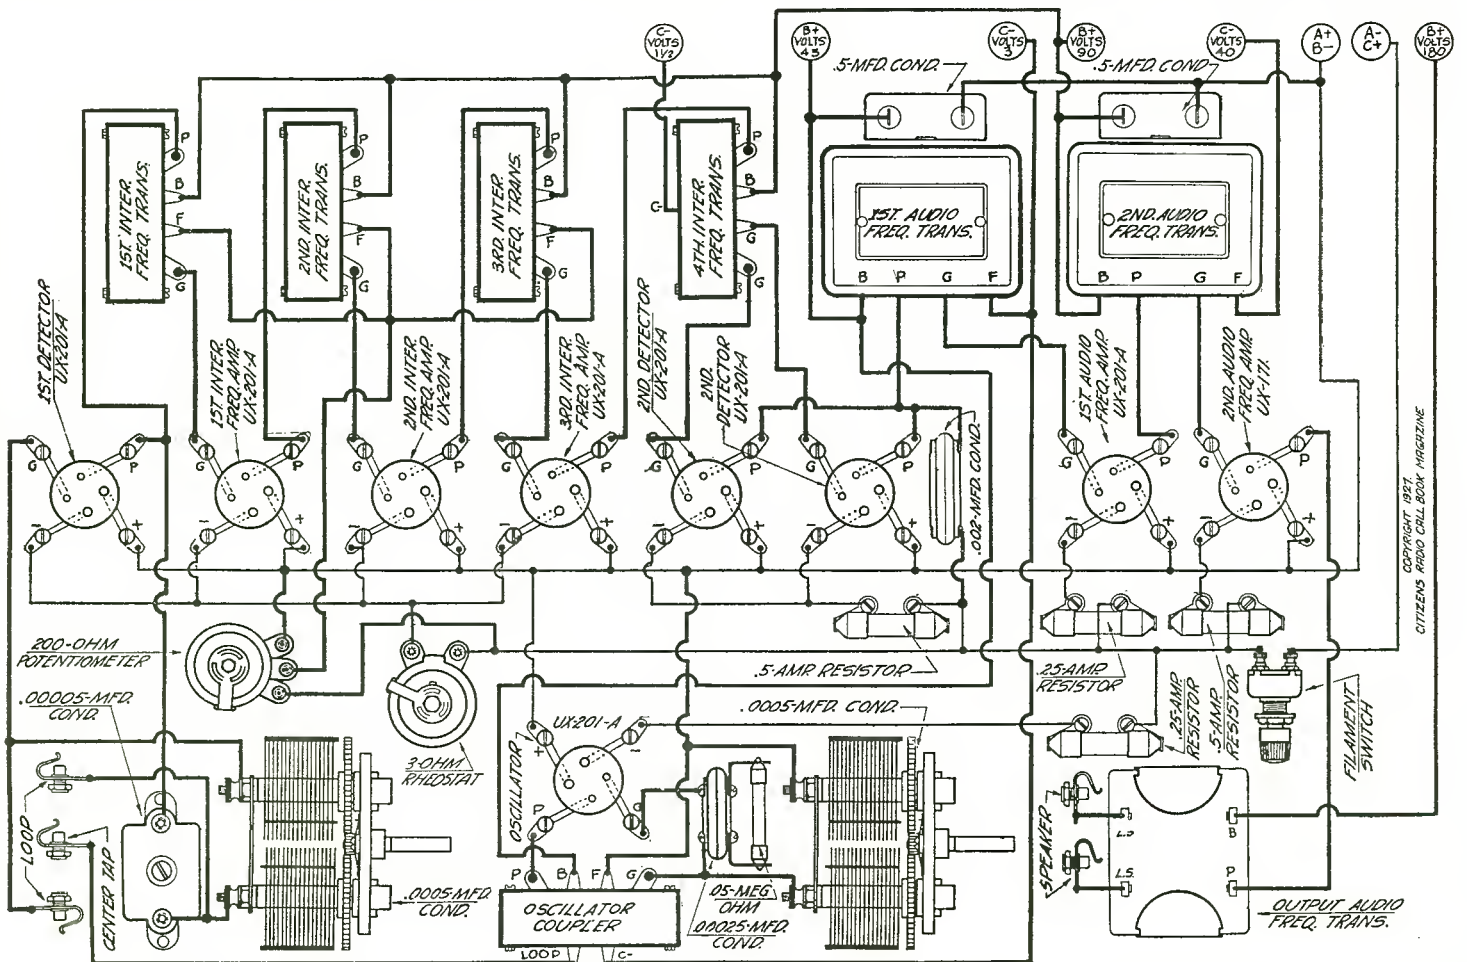 C-
VOLTS
1½
B+
VOLTS
45
C-
VOLTS
3
B+
VOLTS
90
C-
VOLTS
40
A+
B-
A-
C+
B+
VOLTS
180
.5-MFD. COND.
.5-MFD. COND.
1ST. INTER.
FREQ. TRANS.
P
B
F
G
2ND. INTER.
FREQ. TRANS.
P
B
F
G
3RD. INTER.
FREQ. TRANS.
P
B
F
G
4TH. INTER.
FREQ. TRANS.
C-
P
B
G
G
1ST. AUDIO
FREQ. TRANS.
B P G F
2ND. AUDIO
FREQ. TRANS.
B P G F
1ST. DETECTOR
UX-201-A
1ST INTER.
FREQ. AMP.
UX-201-A
2ND. INTER.
FREQ. AMP.
UX-201-A
3RD. INTER.
FREQ. AMP.
UX-201-A
2ND. DETECTOR
UX-201-A
2ND.
DETECTOR
UX-201-A
.002-MFD. COND.
1ST AUDIO
FREQ. AMP.
UX-201-A
2ND. AUDIO
FREQ. AMP.
UX-171.
G P
- +
G P
- +
G P
- +
G P
- +
G P
- +
G P
- +
G P
- +
G P
- +
COPYRIGHT 1927.
CITIZENS RADIO CALL BOOK MAGAZINE
200-OHM
POTENTIOMETER
.00005-MFD.
COND.
3-OHM
RHEOSTAT
.5-AMP. RESISTOR
.25-AMP.
RESISTOR
.25-AMP.
RESISTOR
.5-AMP.
RESISTOR
FILAMENT
SWITCH
.0005-MFD. COND.
UX201-A
OSCILLATOR
+ -
P G
LOOP
CENTER TAP
.0005-MFD.
COND.
P B F G
OSCILLATOR
COUPLER
LOOP C-
.05-MEG.
OHM
.00025-MFD.
COND.
SPEAKER
L.S.
B
L.S.
P
OUTPUT AUDIO
FREQ. TRANS.